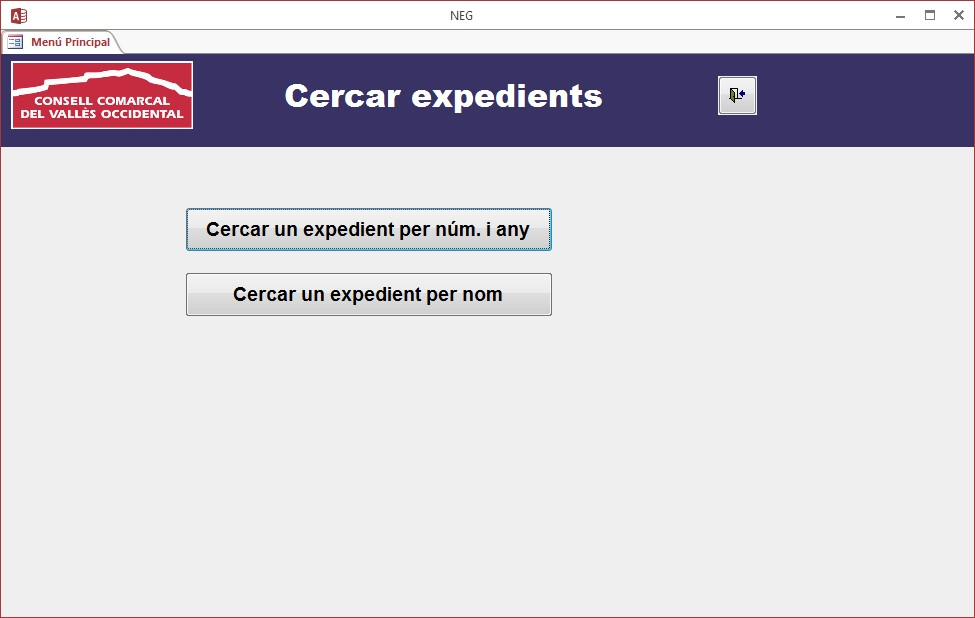 NEG
Menú Principal
CONSELL COMARCAL
DEL VALLÈS OCCIDENTAL
Cercar expedients
Cercar un expedient per núm. i any
Cercar un expedient per nom